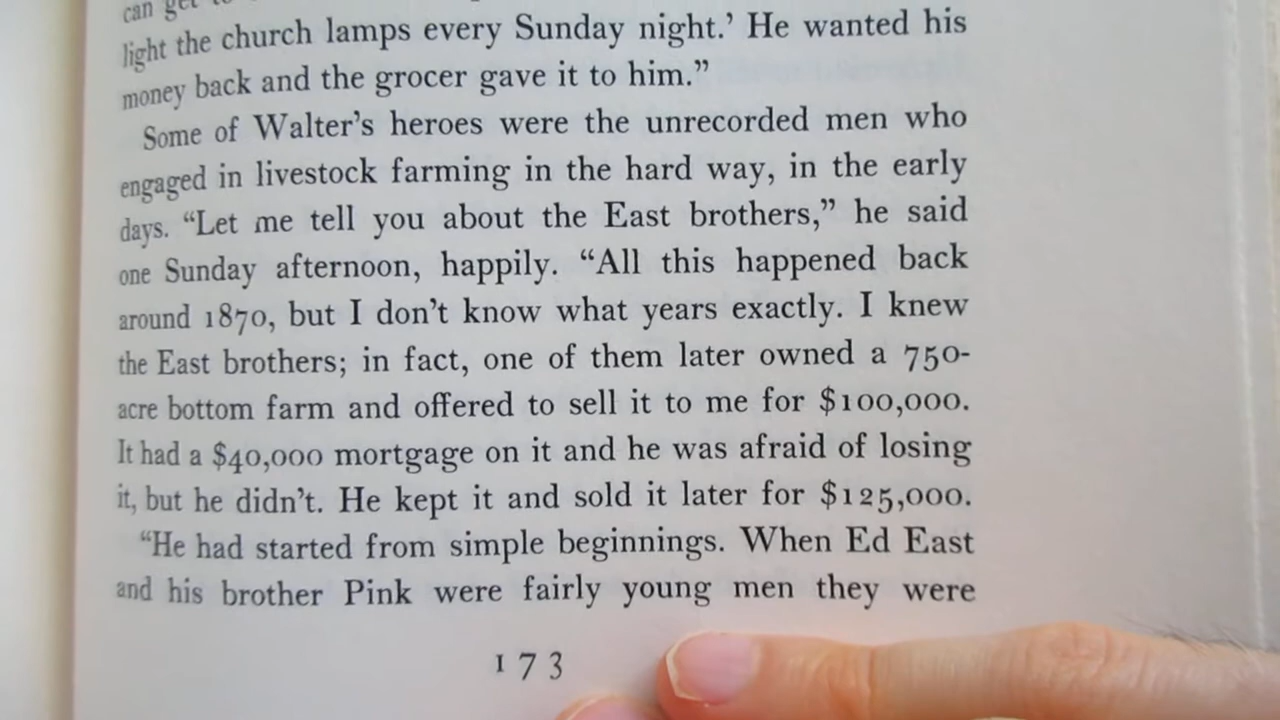 can get
light the church lamps every Sunday night.’ He wanted his
money back and the grocer gave it to him.”
Some of Walter’s heroes were the unrecorded men who
engaged in livestock farming in the hard way, in the early
days. “Let me tell you about the East brothers,” he said
one Sunday afternoon, happily. “All this happened back
around 1870, but I don’t know what years exactly. I knew
the East brothers; in fact, one of them later owned a 750-
acre bottom farm and offered to sell it to me for $100,000.
It had a $40,000 mortgage on it and he was afraid of losing
it, but he didn’t. He kept it and sold it later for $125,000.
“He had started from simple beginnings. When Ed East
and his brother Pink were fairly young men they were
173